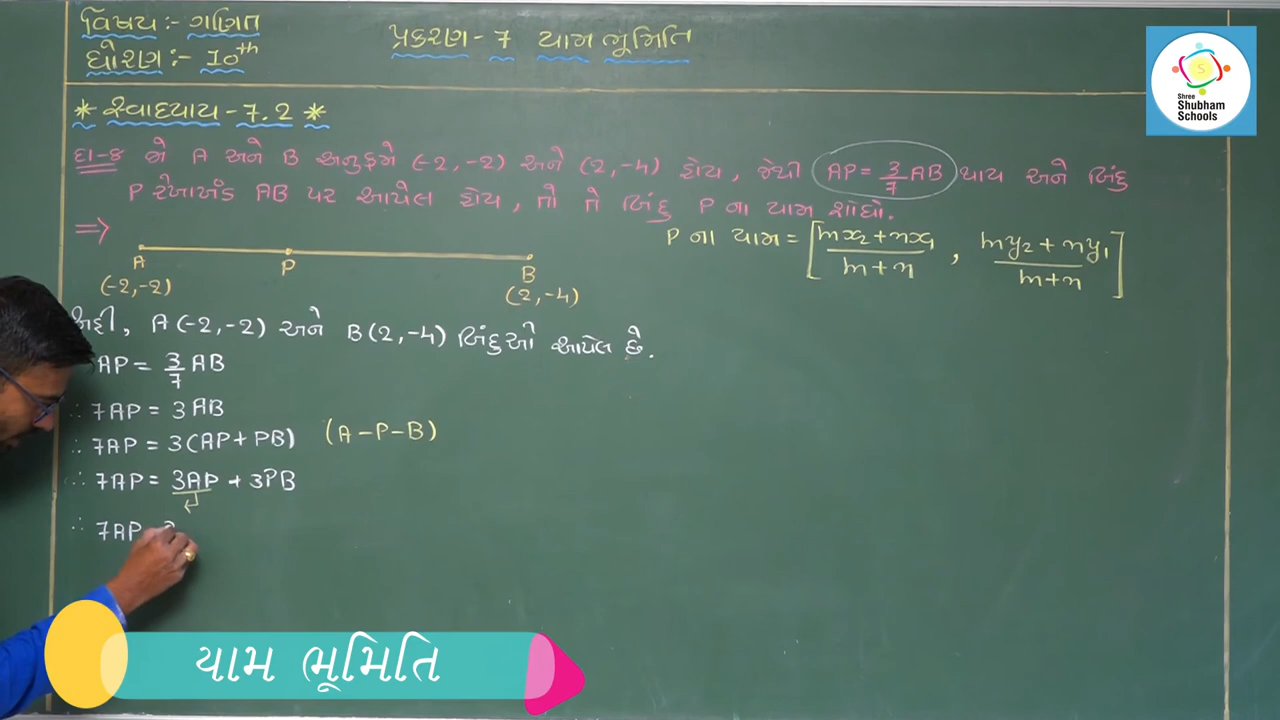 વિષય :- ગણિત
ધોરણ :- 10th
પ્રકરણ - 7 યામ ભૂમિતિ
Shree
Shubham
Schools
* સ્વાધ્યાય - 7.2 *
દા-8 જો A અને B અનુક્રમે (-2, -2) અને (2, -4) હોય, જેથી AP = 3/7 AB થાય અને બિંદુ
P રેખાખંડ AB પર આવેલ હોય, તો તે બિંદુ P ના યામ શોધો.
⇒
P ના યામ = [(mx₂ + nx₁)/(m + n) , (my₂ + ny₁)/(m + n)]
A P B
(-2, -2) (2, -4)
અહીં, A(-2, -2) અને B(2, -4) બિંદુઓ આપેલ છે.
AP = 3/7 AB
∴ 7AP = 3AB
∴ 7AP = 3(AP + PB) (A - P - B)
∴ 7AP = 3AP + 3PB
∴ 7AP
યામ ભૂમિતિ